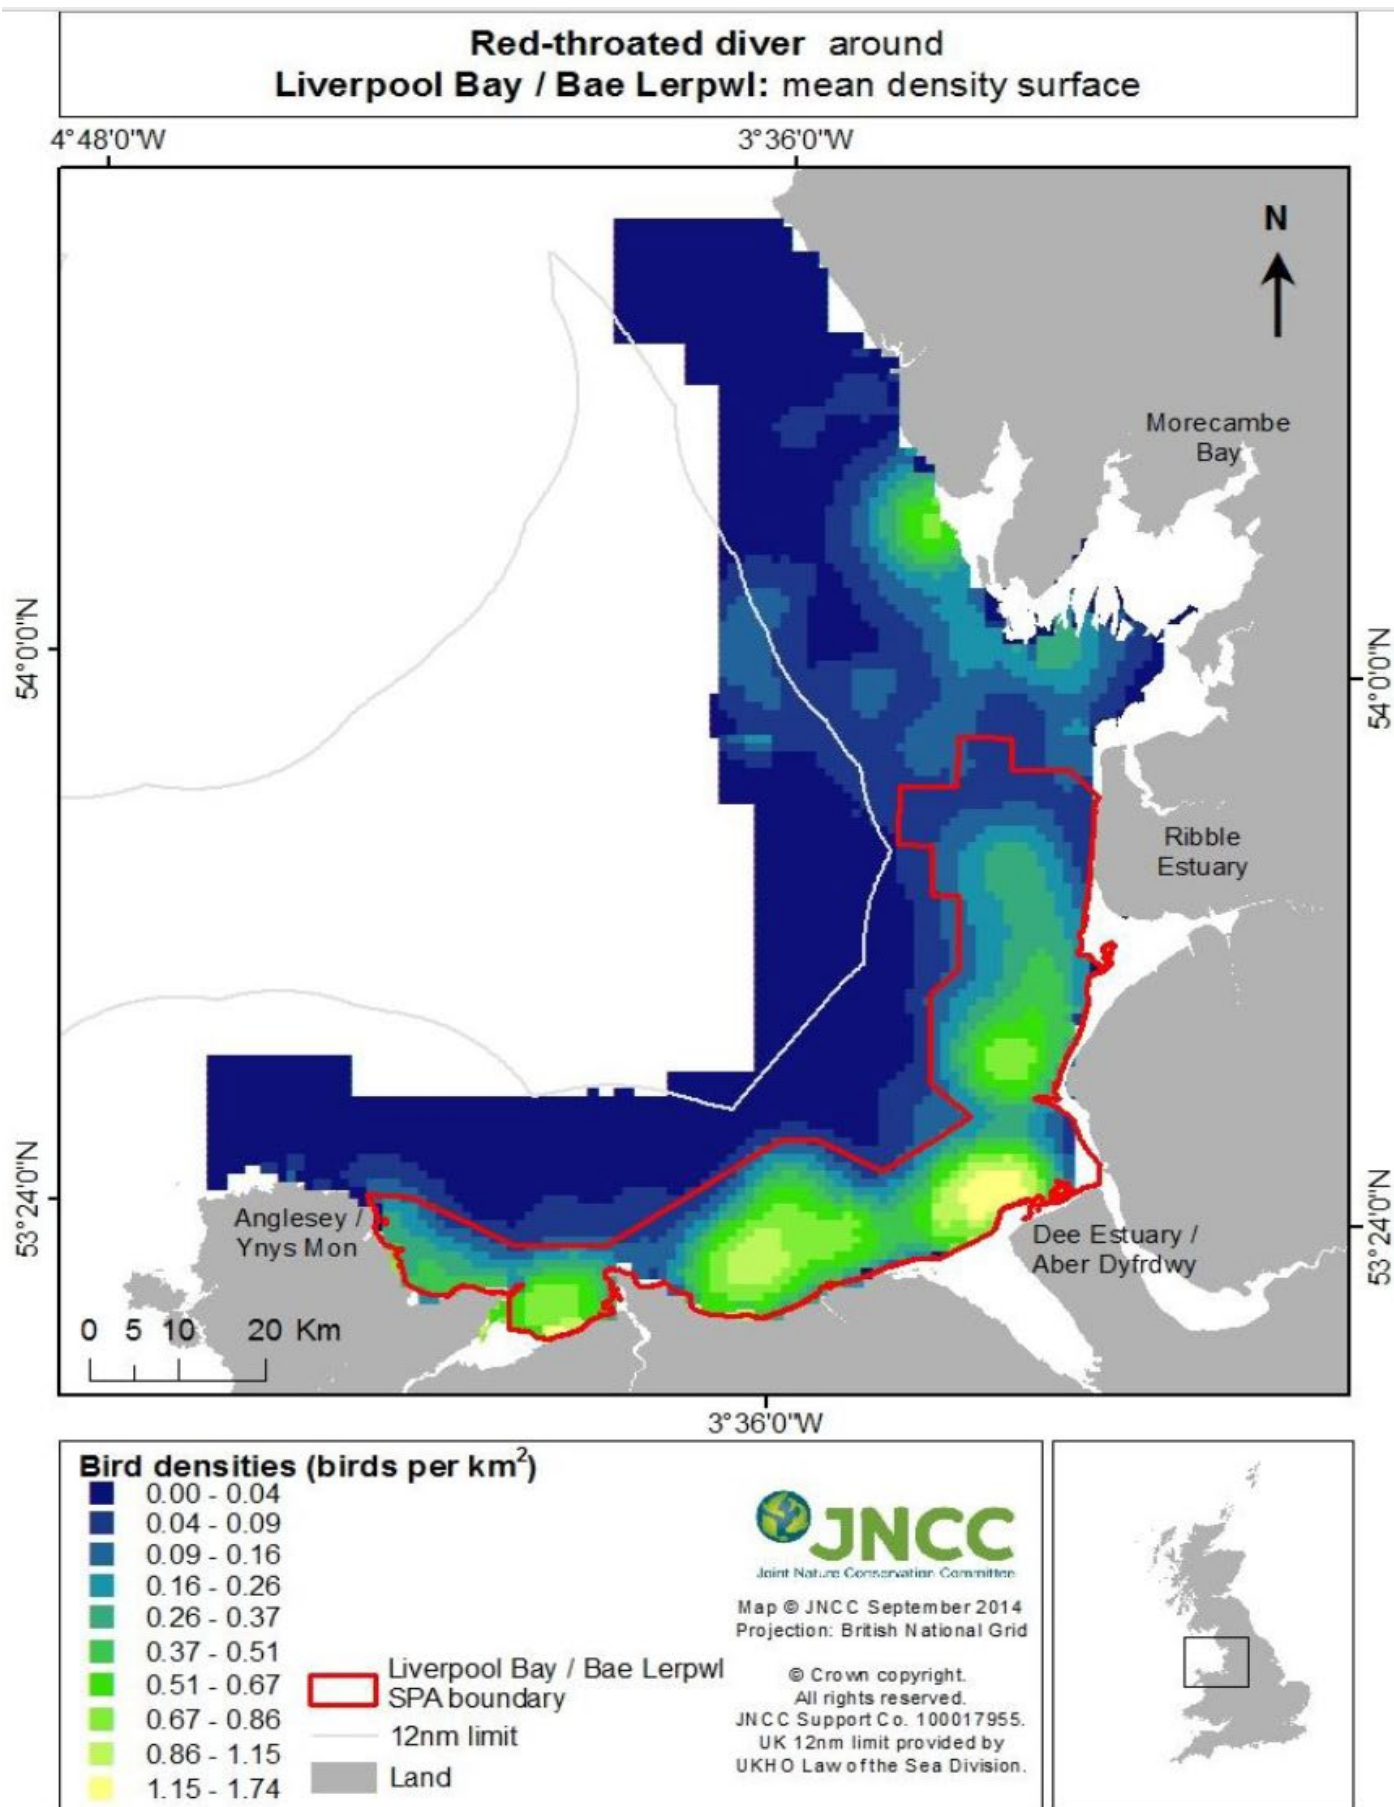 Red-throated diver around
Liverpool Bay / Bae Lerpwl: mean density surface
4°48'0"W
3°36'0"W
N
Morecambe
Bay
54°0'0"N
54°0'0"N
Ribble
Estuary
53°24'0"N
53°24'0"N
Anglesey /
Ynys Mon
Dee Estuary /
Aber Dyfrdwy
0 5 10 20 Km
3°36'0"W
Bird densities (birds per km²)
0.00 - 0.04
0.04 - 0.09
0.09 - 0.16
0.16 - 0.26
0.26 - 0.37
0.37 - 0.51
0.51 - 0.67
0.67 - 0.86
0.86 - 1.15
1.15 - 1.74
Liverpool Bay / Bae Lerpwl
SPA boundary
12nm limit
Land
JNCC
Joint Nature Conservation Committee
Map © JNCC September 2014
Projection: British National Grid
© Crown copyright.
All rights reserved.
JNCC Support Co. 100017955.
UK 12nm limit provided by
UKHO Law of the Sea Division.